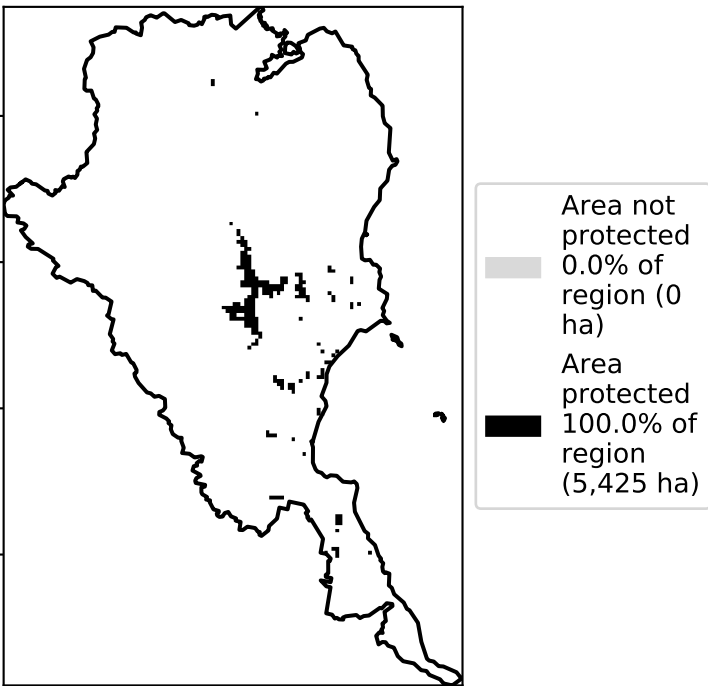 Area not
protected
0.0% of
region (0
ha)
Area
protected
100.0% of
region
(5,425 ha)